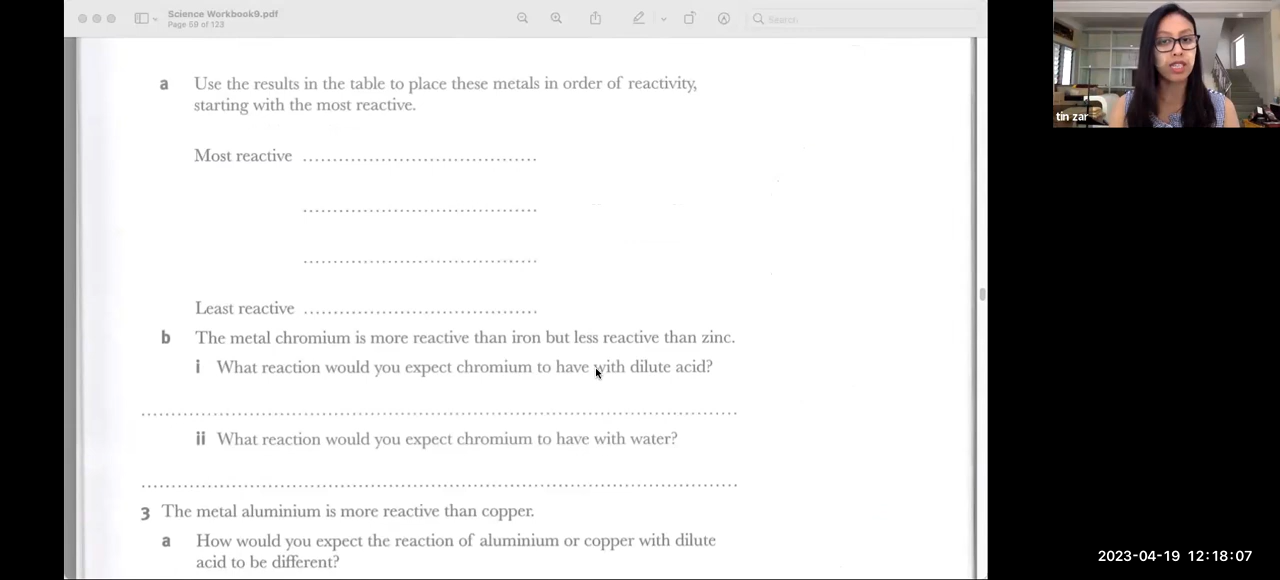 Science Workbook9.pdf
Page 59 of 123
Search
tin zar
a Use the results in the table to place these metals in order of reactivity,
starting with the most reactive.
Most reactive ......................................
......................................
......................................
Least reactive ......................................
b The metal chromium is more reactive than iron but less reactive than zinc.
i What reaction would you expect chromium to have with dilute acid?
ii What reaction would you expect chromium to have with water?
3 The metal aluminium is more reactive than copper.
a How would you expect the reaction of aluminium or copper with dilute
acid to be different?
2023-04-19 12:18:07